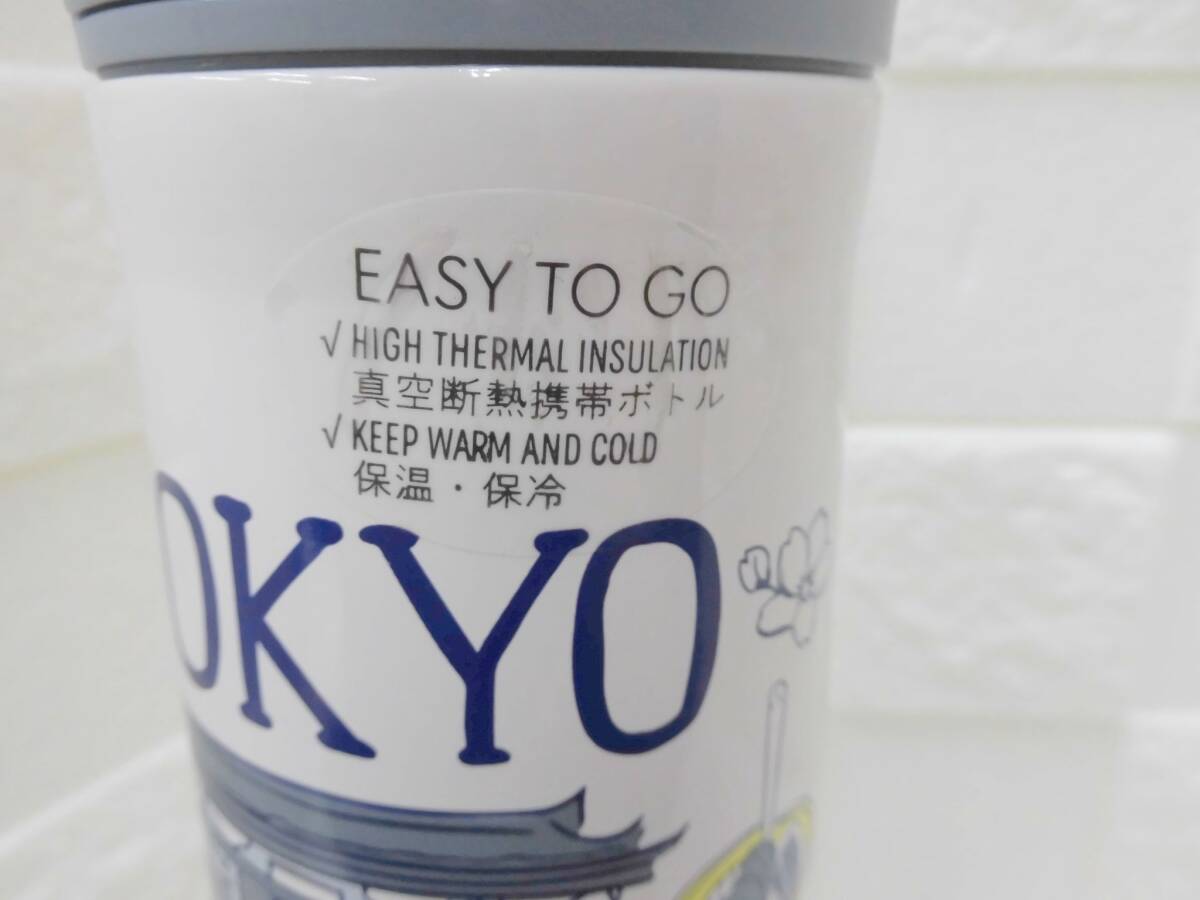 EASY TO GO
√ HIGH THERMAL INSULATION
真空断熱携帯ボトル
√ KEEP WARM AND COLD
保温・保冷
OKYO